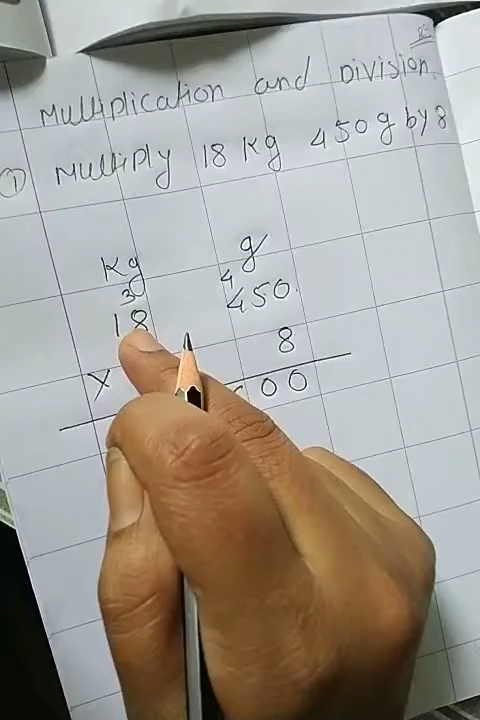 Multiplication and Division.
① Multiply 18 Kg 450 g by 8
Kg g
3 4
18 450.
X 8
00